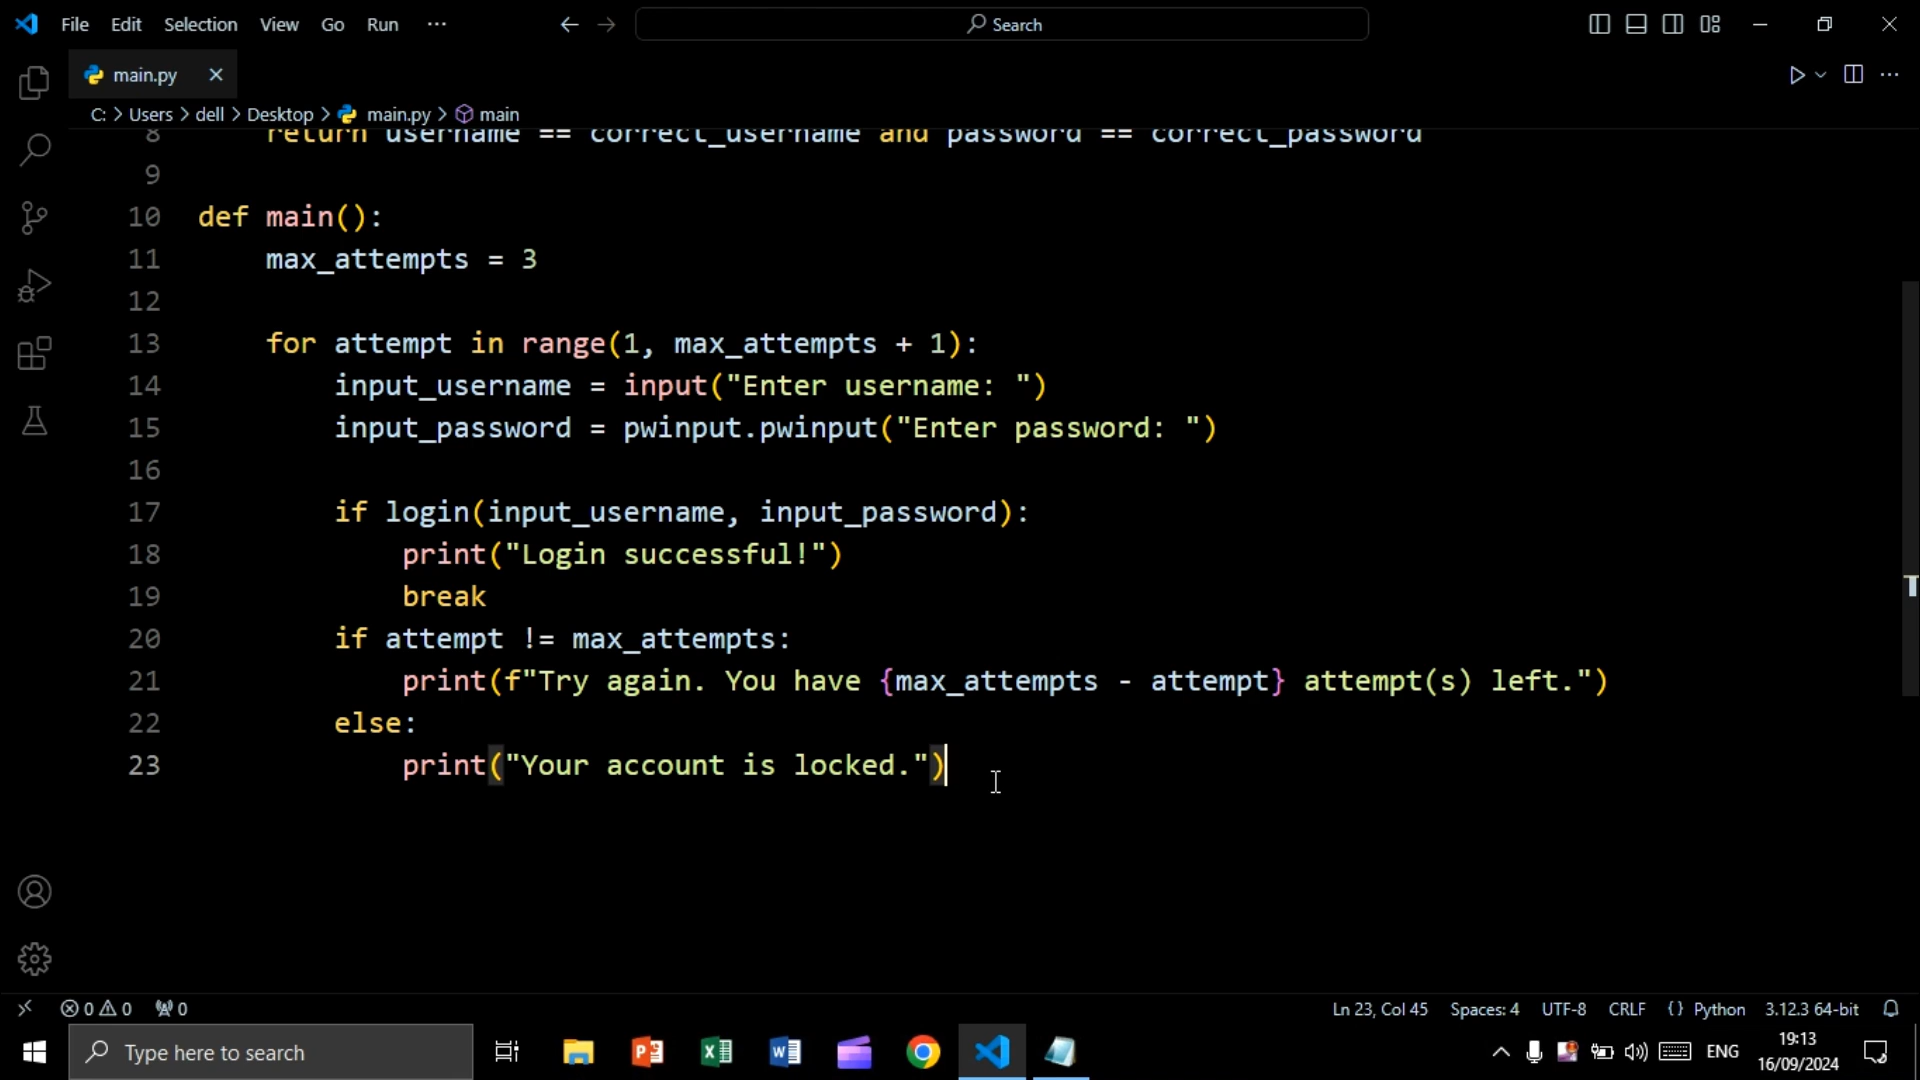 File Edit Selection View Go Run ··· Search
main.py
C: > Users > dell > Desktop > main.py > main
8 return username == correct_username and password == correct_password
9
10 def main():
11 max_attempts = 3
12
13 for attempt in range(1, max_attempts + 1):
14 input_username = input("Enter username: ")
15 input_password = pwinput.pwinput("Enter password: ")
16
17 if login(input_username, input_password):
18 print("Login successful!")
19 break
20 if attempt != max_attempts:
21 print(f"Try again. You have {max_attempts - attempt} attempt(s) left.")
22 else:
23 print("Your account is locked.")
0 0 0 Ln 23, Col 45 Spaces: 4 UTF-8 CRLF {} Python 3.12.3 64-bit
Type here to search ENG 19:13
16/09/2024